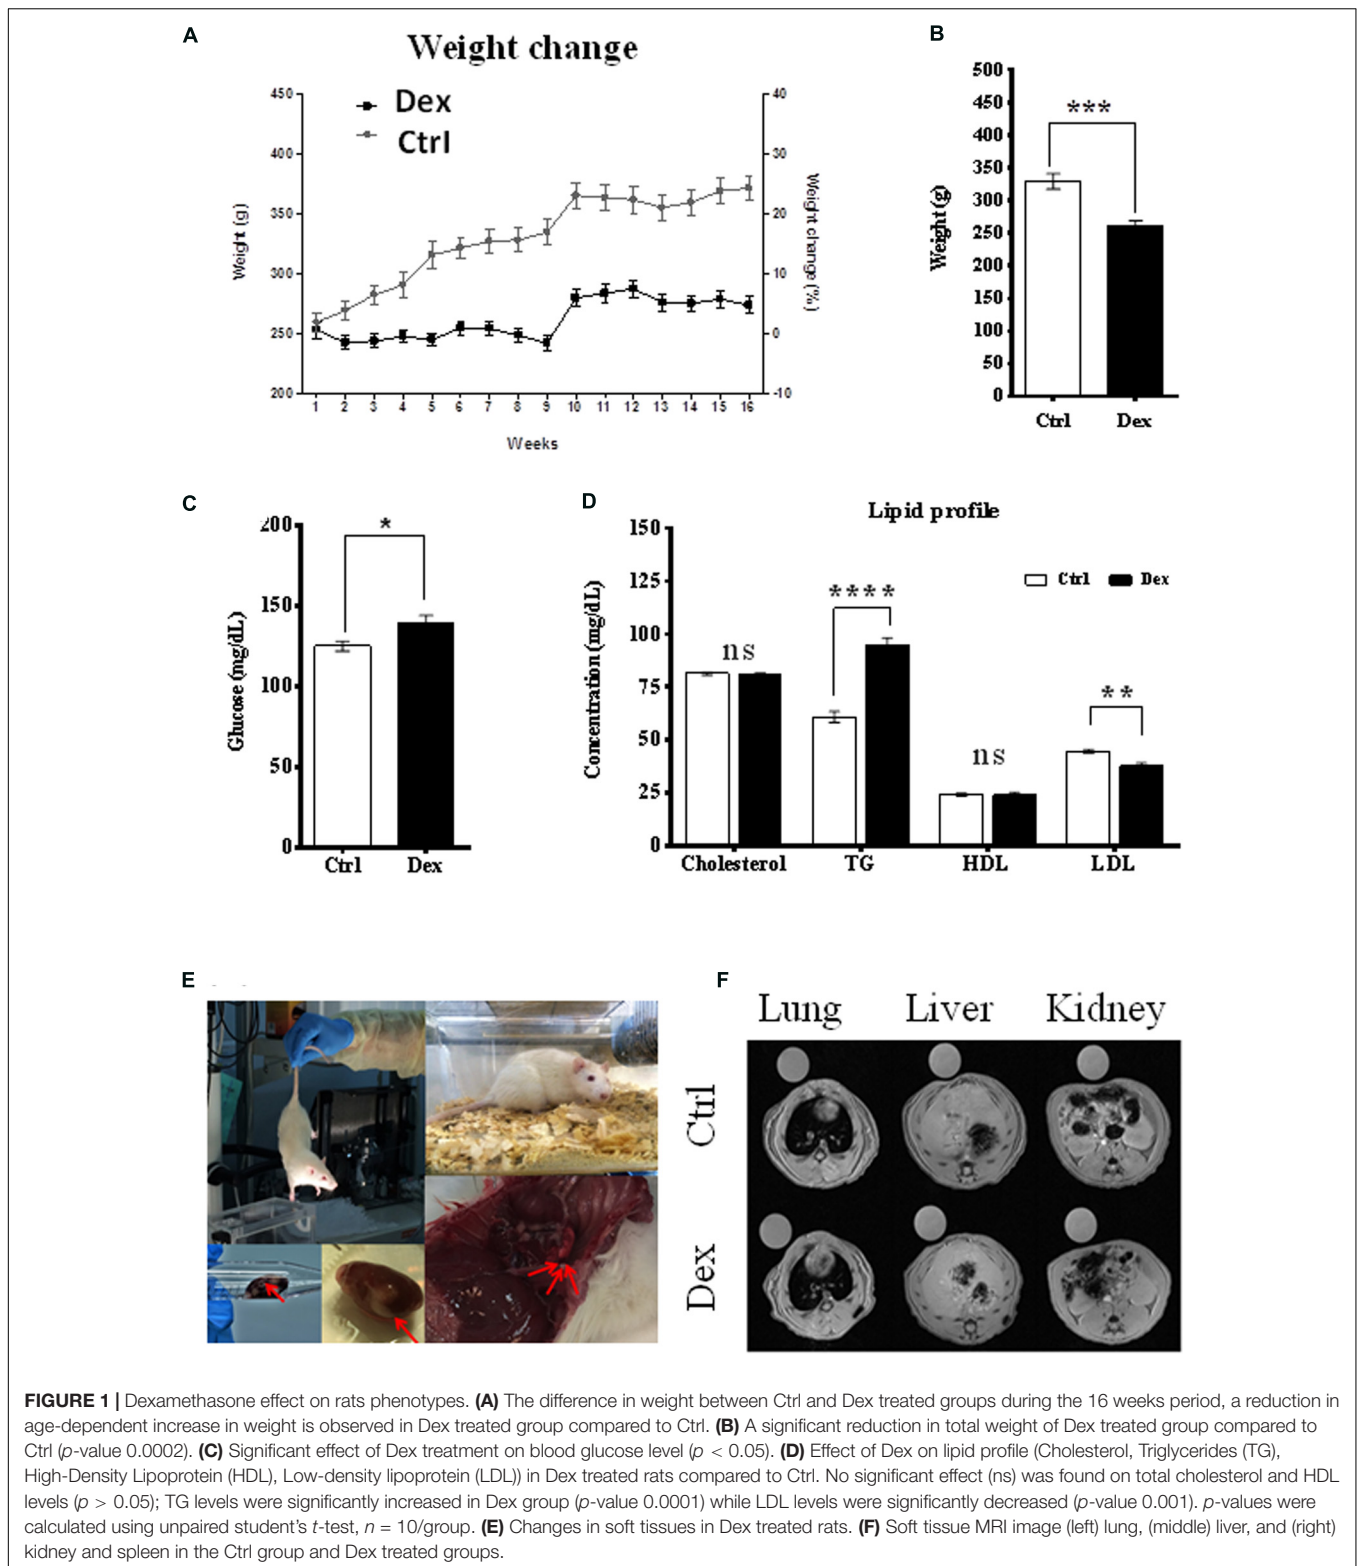 A
Weight change
Dex
Ctrl
450
400
350
300
250
200
40
30
20
10
0
-10
Weight (g)
Weight change (%)
1 2 3 4 5 6 7 8 9 10 11 12 13 14 15 16
Weeks
B
500
450
400
350
300
250
200
150
100
50
0
Weight (g)
***
Ctrl Dex
C
200
150
100
50
0
Glucose (mg/dL)
*
Ctrl Dex
D
Lipid profile
150
125
100
75
50
25
0
Concentration (mg/dL)
Ctrl Dex
ns
****
ns
**
Cholesterol TG HDL LDL
E
F
Lung Liver Kidney
Ctrl
Dex
FIGURE 1 | Dexamethasone effect on rats phenotypes. (A) The difference in weight between Ctrl and Dex treated groups during the 16 weeks period, a reduction in
age-dependent increase in weight is observed in Dex treated group compared to Ctrl. (B) A significant reduction in total weight of Dex treated group compared to
Ctrl (p-value 0.0002). (C) Significant effect of Dex treatment on blood glucose level (p < 0.05). (D) Effect of Dex on lipid profile (Cholesterol, Triglycerides (TG),
High-Density Lipoprotein (HDL), Low-density lipoprotein (LDL)) in Dex treated rats compared to Ctrl. No significant effect (ns) was found on total cholesterol and HDL
levels (p > 0.05); TG levels were significantly increased in Dex group (p-value 0.0001) while LDL levels were significantly decreased (p-value 0.001). p-values were
calculated using unpaired student's t-test, n = 10/group. (E) Changes in soft tissues in Dex treated rats. (F) Soft tissue MRI image (left) lung, (middle) liver, and (right)
kidney and spleen in the Ctrl group and Dex treated groups.